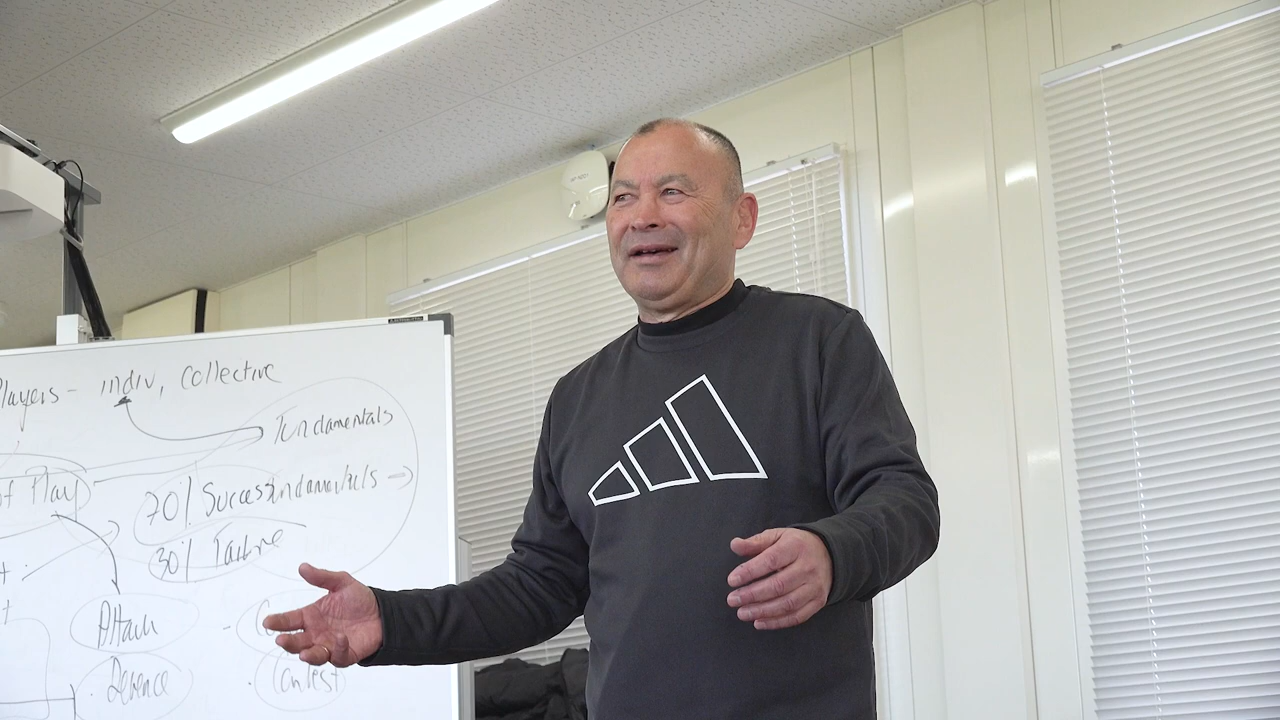 Players - indiv, collective
Fundamentals
of Play
70% Success Fundamentals
30% Failure
Attack
Defence
Contest